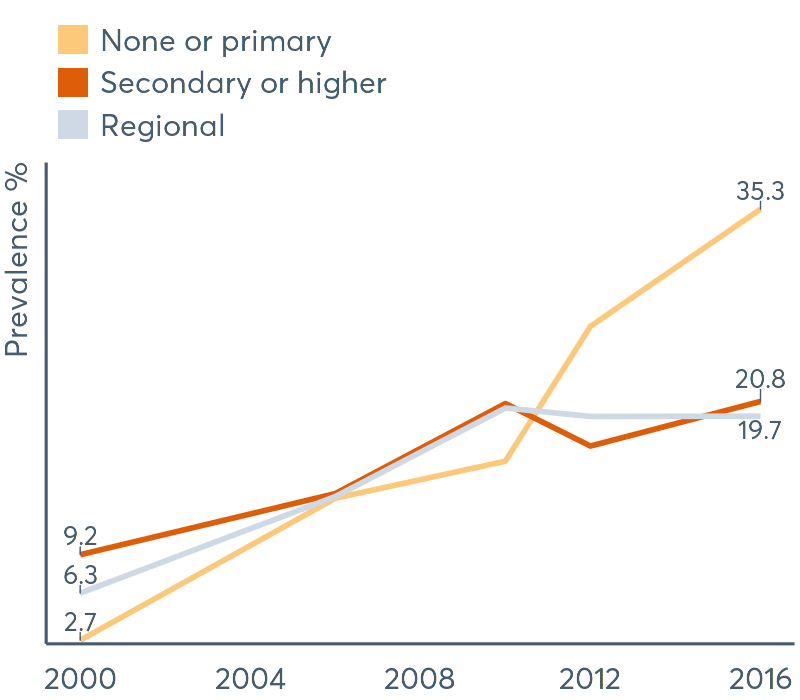 None or primary
Secondary or higher
Regional
Prevalence %
35.3
20.8
19.7
9.2
6.3
2.7
2000 2004 2008 2012 2016